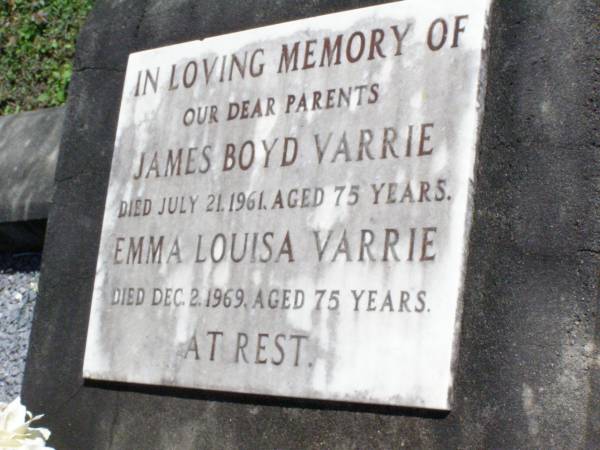 IN LOVING MEMORY OF
OUR DEAR PARENTS
JAMES BOYD VARRIE
DIED JULY 21. 1961. AGED 75 YEARS.
EMMA LOUISA VARRIE
DIED DEC. 2. 1969. AGED 75 YEARS.
AT REST.